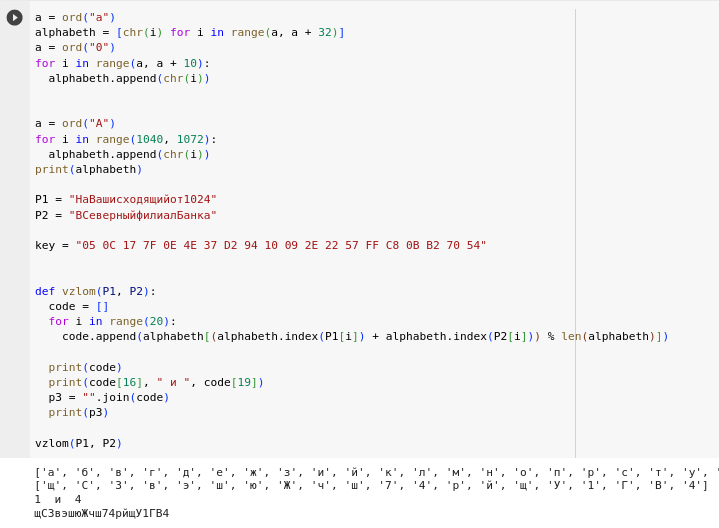 a = ord("а")
alphabeth = [chr(i) for i in range(a, a + 32)]
a = ord("0")
for i in range(a, a + 10):
  alphabeth.append(chr(i))
a = ord("А")
for i in range(1040, 1072):
  alphabeth.append(chr(i))
print(alphabeth)
P1 = "НаВашисходящийот1024"
P2 = "ВСеверныйфилиалБанка"
key = "05 0C 17 7F 0E 4E 37 D2 94 10 09 2E 22 57 FF C8 0B B2 70 54"
def vzlom(P1, P2):
  code = []
  for i in range(20):
    code.append(alphabeth[(alphabeth.index(P1[i]) + alphabeth.index(P2[i])) % len(alphabeth)])
  print(code)
  print(code[16], " и ", code[19])
  p3 = "".join(code)
  print(p3)
vzlom(P1, P2)
['а', 'б', 'в', 'г', 'д', 'е', 'ж', 'з', 'и', 'й', 'к', 'л', 'м', 'н', 'о', 'п', 'р', 'с', 'т', 'у', '
['щ', 'С', 'З', 'в', 'э', 'ш', 'ю', 'Ж', 'ч', 'ш', '7', '4', 'р', 'й', 'щ', 'У', '1', 'Г', 'В', '4']
1  и  4
щСЗвэшюЖчш74рйщУ1ГВ4